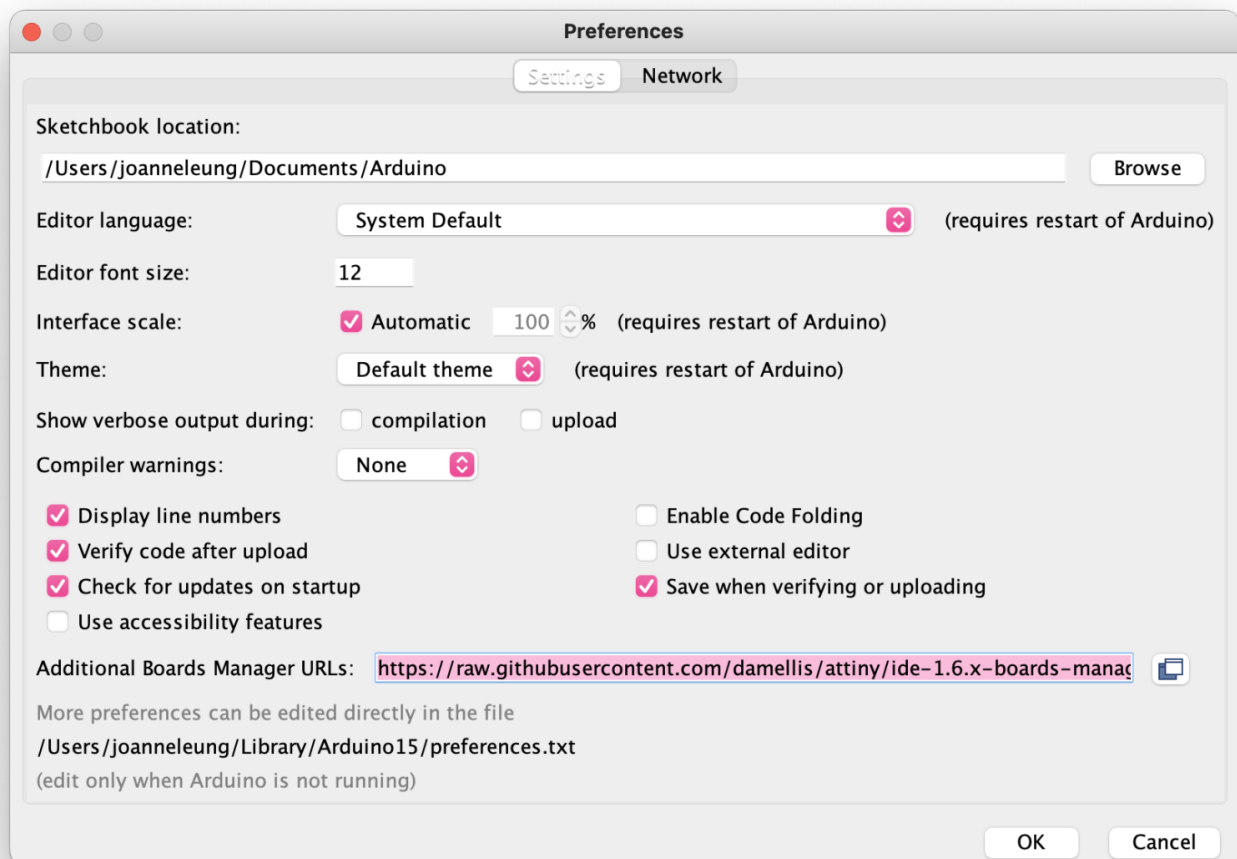 Preferences
Settings Network
Sketchbook location:
/Users/joanneleung/Documents/Arduino Browse
Editor language: System Default (requires restart of Arduino)
Editor font size: 12
Interface scale: Automatic 100 % (requires restart of Arduino)
Theme: Default theme (requires restart of Arduino)
Show verbose output during: compilation upload
Compiler warnings: None
Display line numbers Enable Code Folding
Verify code after upload Use external editor
Check for updates on startup Save when verifying or uploading
Use accessibility features
Additional Boards Manager URLs: https://raw.githubusercontent.com/damellis/attiny/ide-1.6.x-boards-manag
More preferences can be edited directly in the file
/Users/joanneleung/Library/Arduino15/preferences.txt
(edit only when Arduino is not running)
OK Cancel